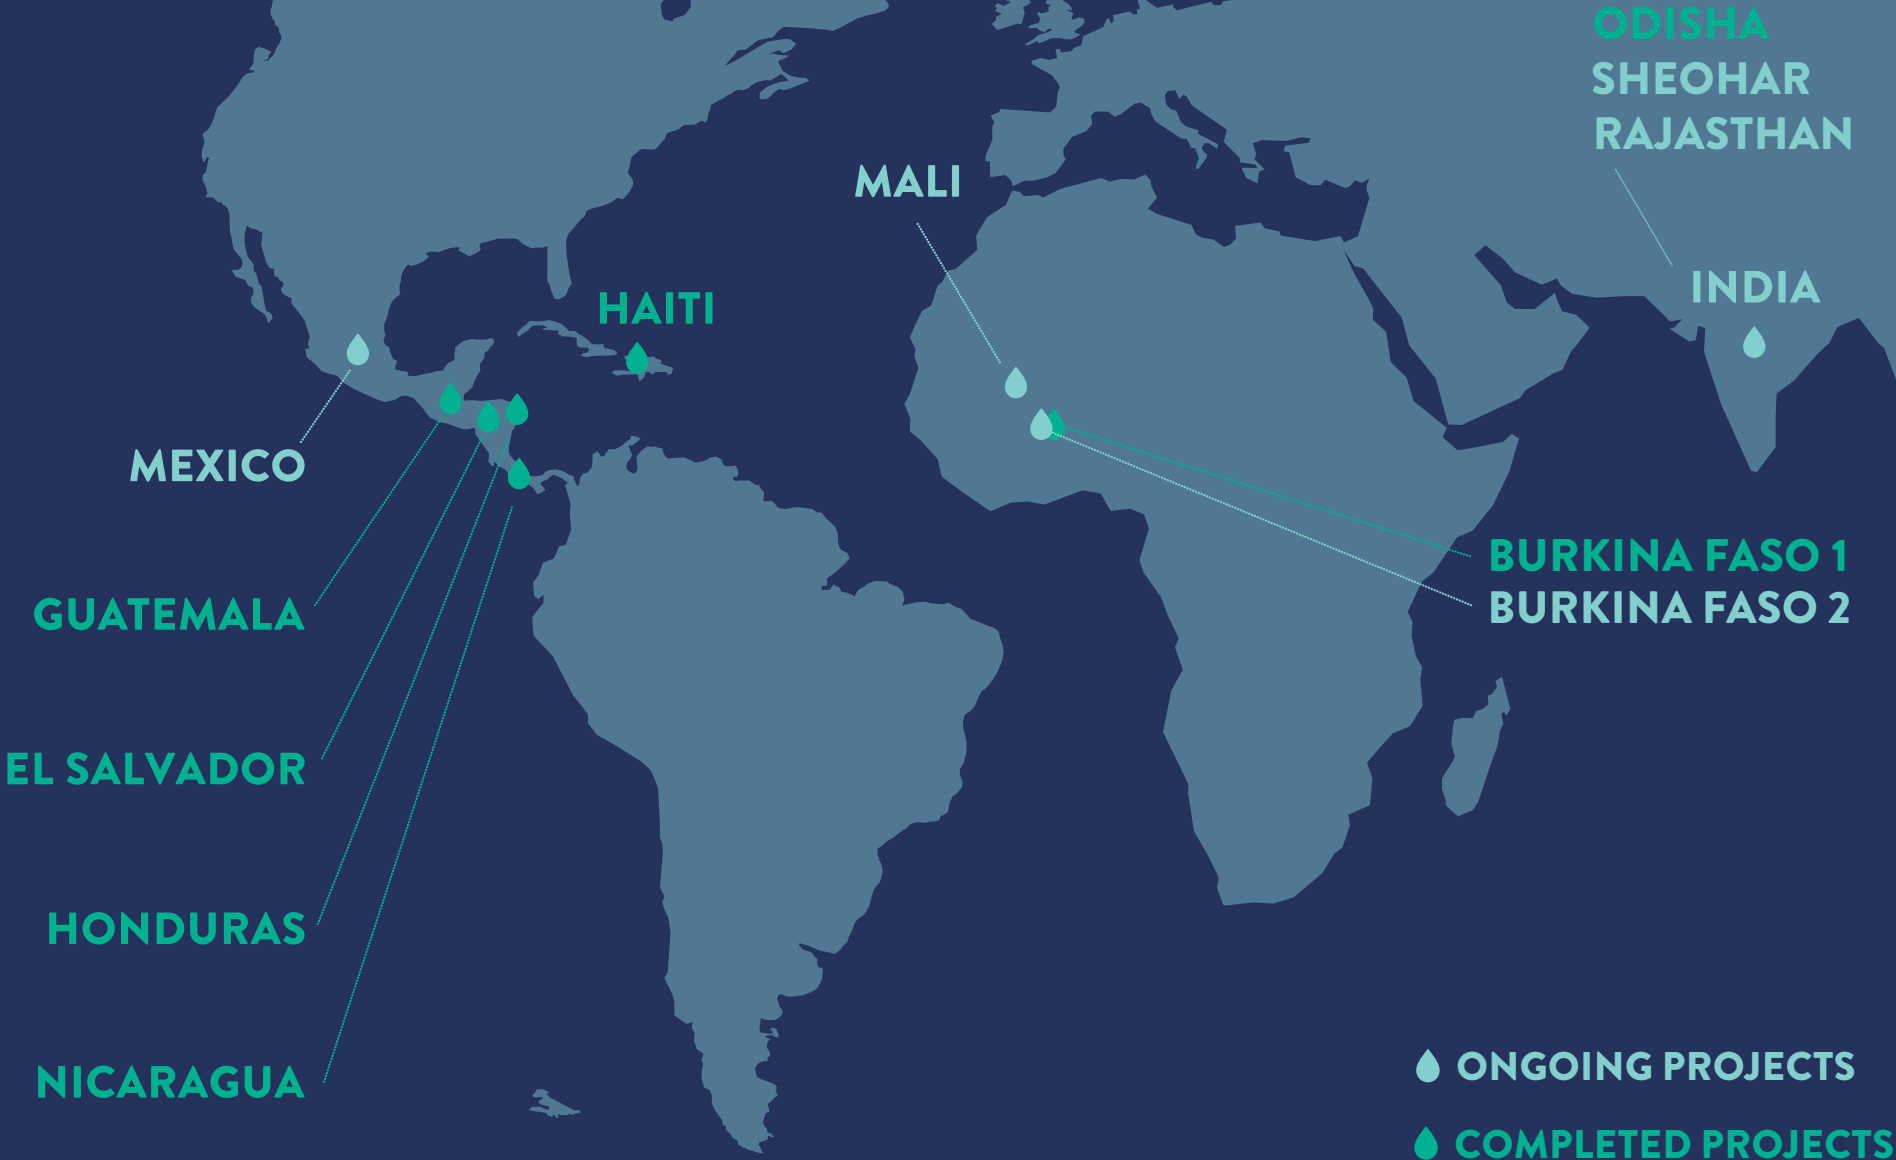 ODISHA
SHEOHAR
RAJASTHAN
MALI
INDIA
HAITI
MEXICO
BURKINA FASO 1
BURKINA FASO 2
GUATEMALA
EL SALVADOR
HONDURAS
NICARAGUA
ONGOING PROJECTS
COMPLETED PROJECTS